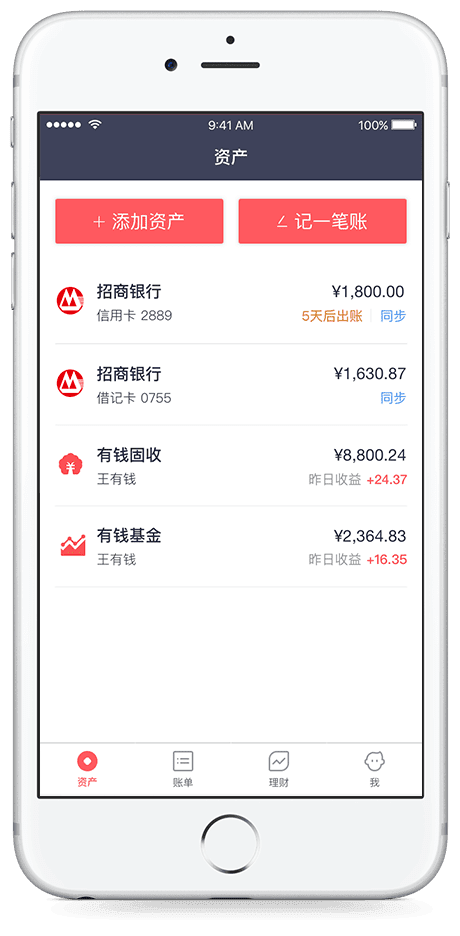 9:41 AM 100%
资产
添加资产 记一笔账
招商银行 ¥1,800.00
信用卡 2889 5天后出账 同步
招商银行 ¥1,630.87
借记卡 0755 同步
有钱固收 ¥8,800.24
王有钱 昨日收益 +24.37
有钱基金 ¥2,364.83
王有钱 昨日收益 +16.35
资产 账单 理财 我